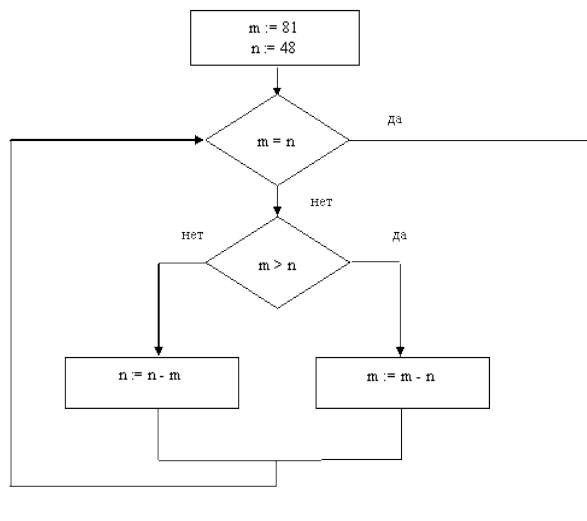 m := 81
n := 48
m = n
да
нет
m > n
нет
да
n := n - m
m := m - n